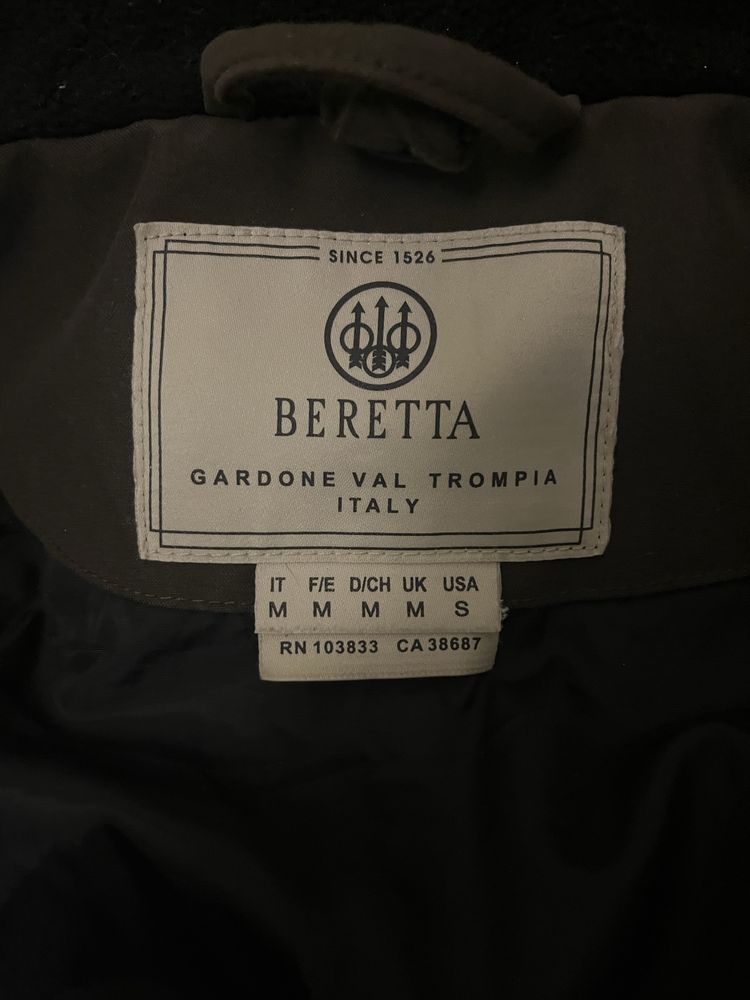 SINCE 1526
BERETTA
GARDONE VAL TROMPIA
ITALY
IT F/E D/CH UK USA
M M M M S
RN 103833 CA 38687